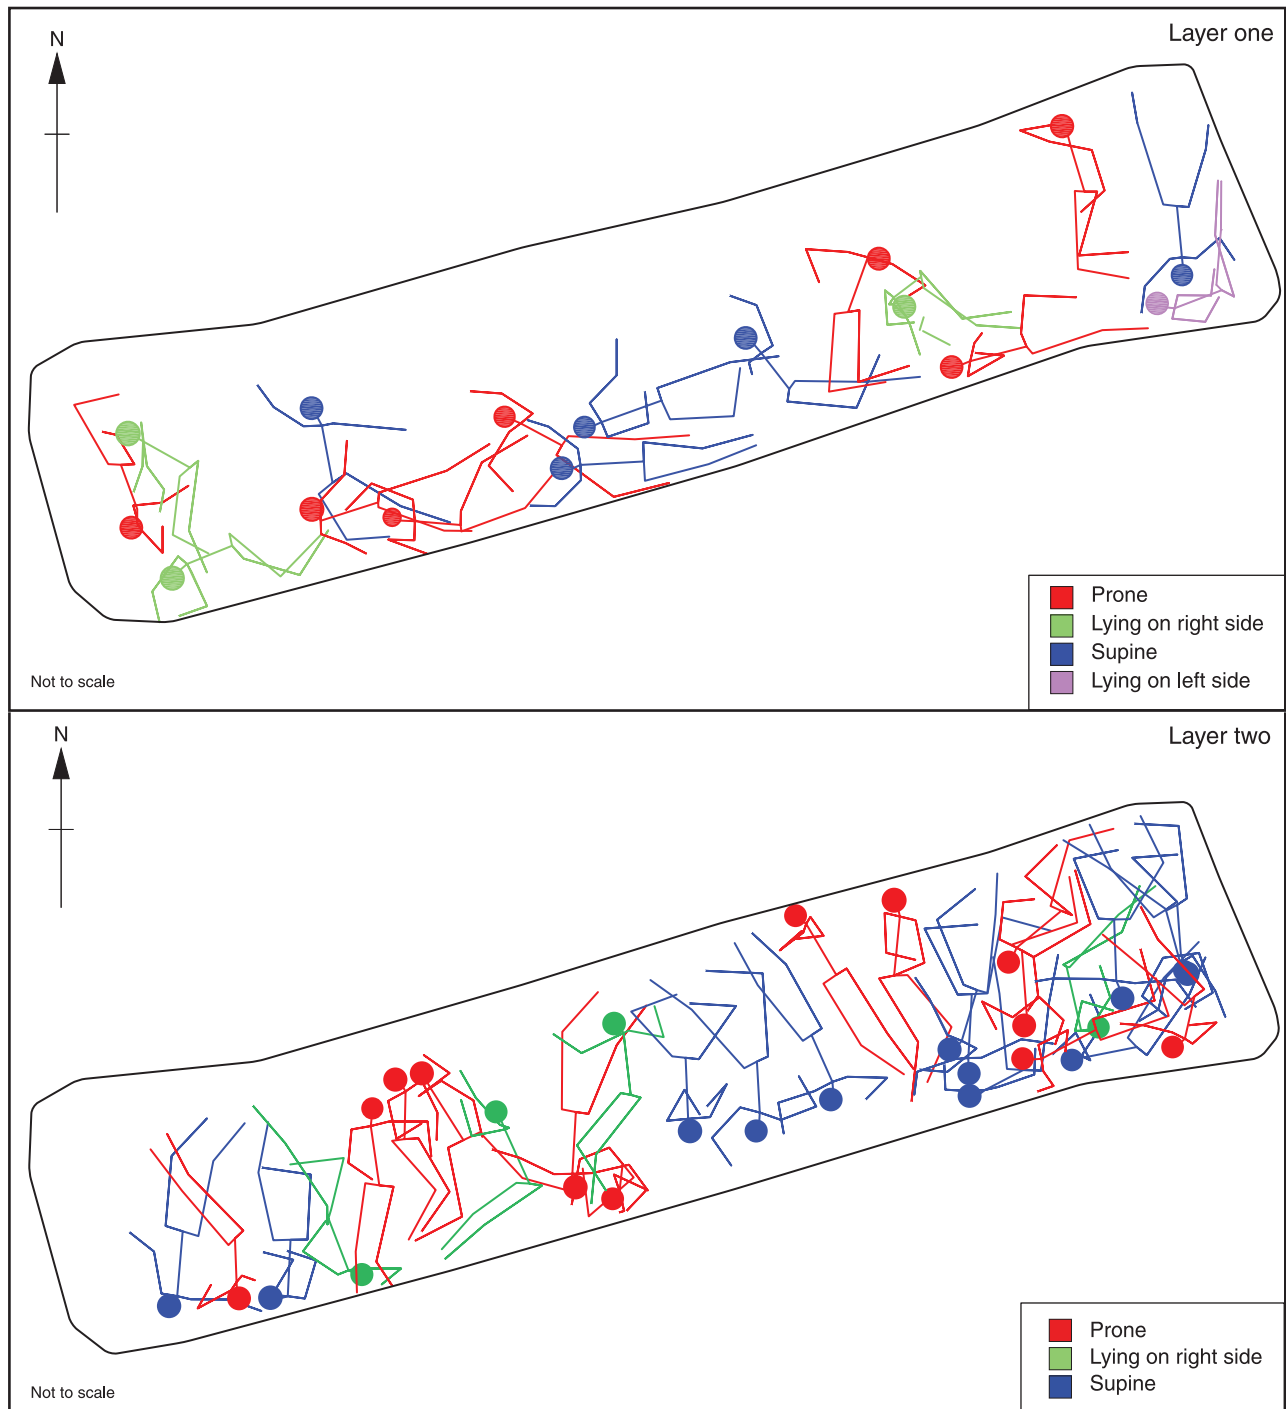 Layer one
N
Prone
Lying on right side
Supine
Lying on left side
Not to scale
Layer two
N
Prone
Lying on right side
Supine
Not to scale